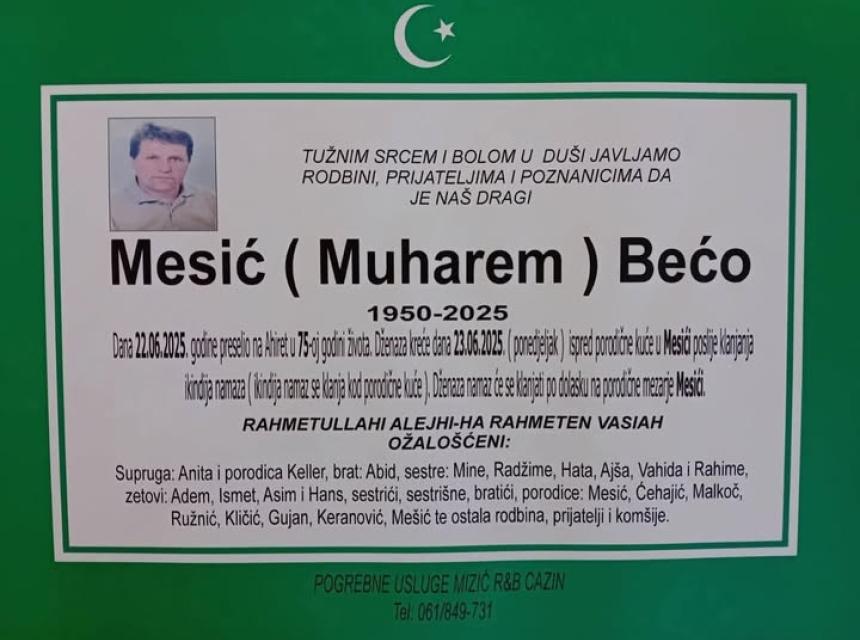 TUŽNIM SRCEM I BOLOM U DUŠI JAVLJAMO
RODBINI, PRIJATELJIMA I POZNANICIMA DA
JE NAŠ DRAGI
Mesić ( Muharem ) Bećo
1950-2025
Dana 22.06.2025. godine preselio na Ahiret u 75-oj godini života. Dženaza kreće dana 23.06.2025. ( ponedjeljak ) ispred porodične kuće u Mesići poslije klanjanja
ikindija namaza ( ikindija namaz se klanja kod porodične kuće ). Dženaza namaz će se klanjati po dolasku na porodične mezarje Mesići.
RAHMETULLAHI ALEJHI-HA RAHMETEN VASIAH
OŽALOŠĆENI:
Supruga: Anita i porodica Keller, brat: Abid, sestre: Mine, Radžime, Hata, Ajša, Vahida i Rahime,
zetovi: Adem, Ismet, Asim i Hans, sestrići, sestrišne, bratići, porodice: Mesić, Ćehajić, Malkoč,
Ružnić, Kličić, Gujan, Keranović, Mešić te ostala rodbina, prijatelji i komšije.
POGREBNE USLUGE MIZIĆ R&B CAZIN
Tel: 061/849-731